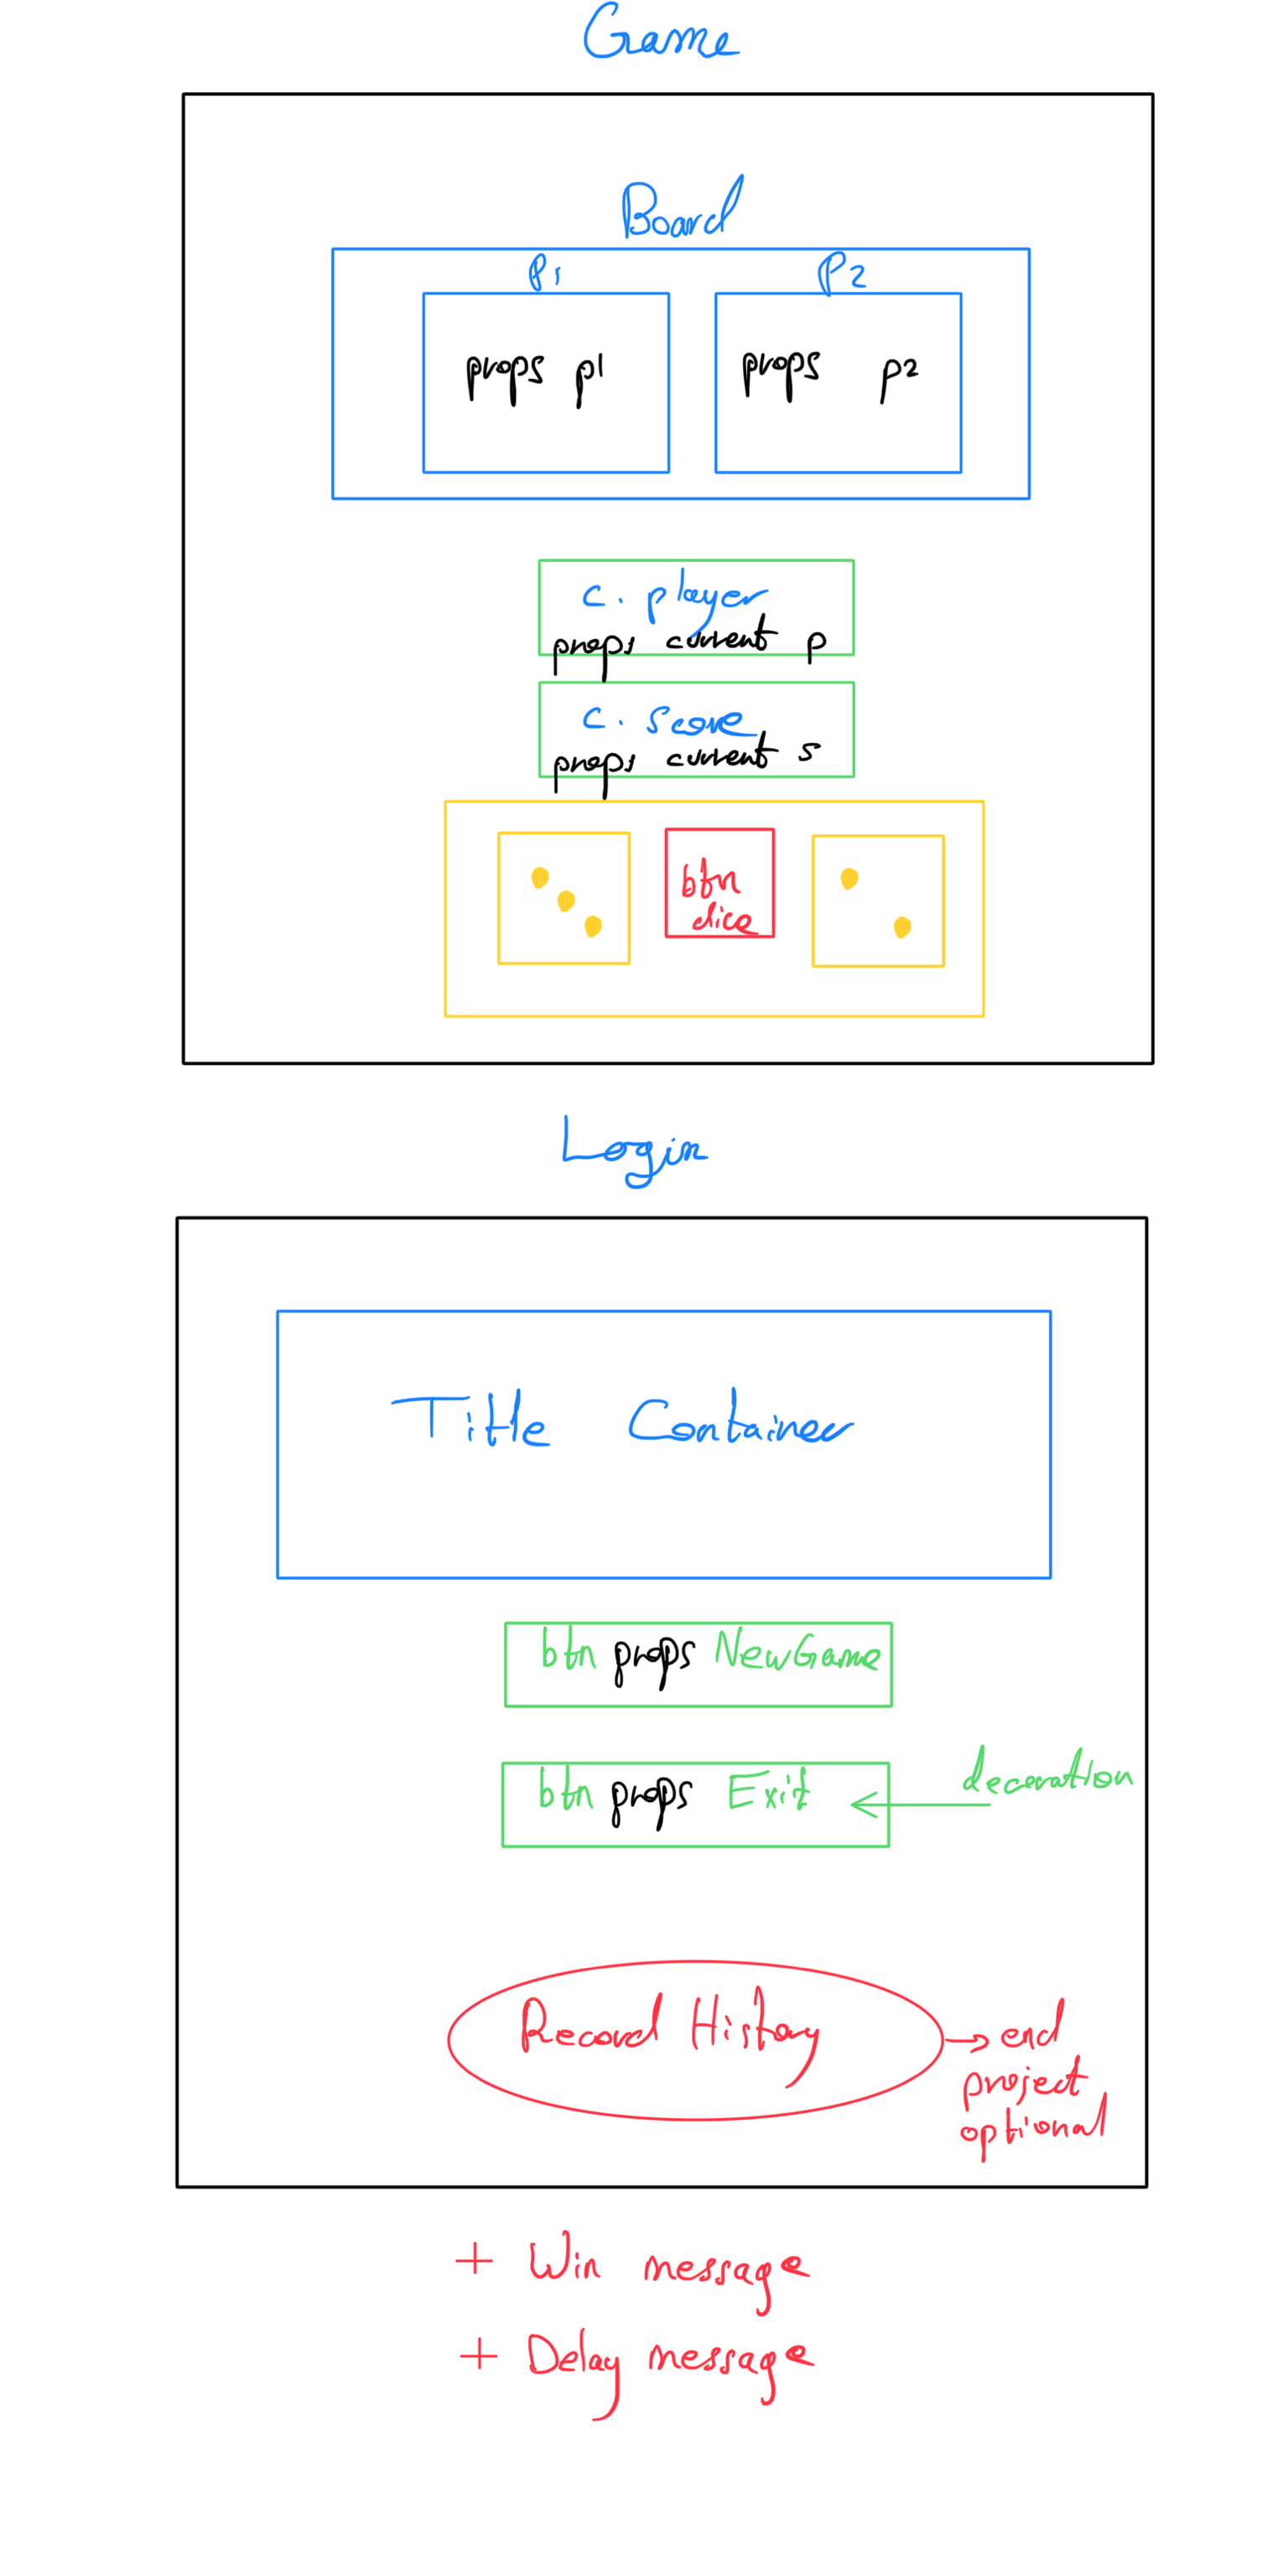 Game
Board
P1 P2
props p1 props p2
c. player
props current p
c. score
props current s
btn
dice
Login
Title Container
btn props NewGame
btn props Exit
decoration
Record History
end
project
optional
+ Win message
+ Delay message